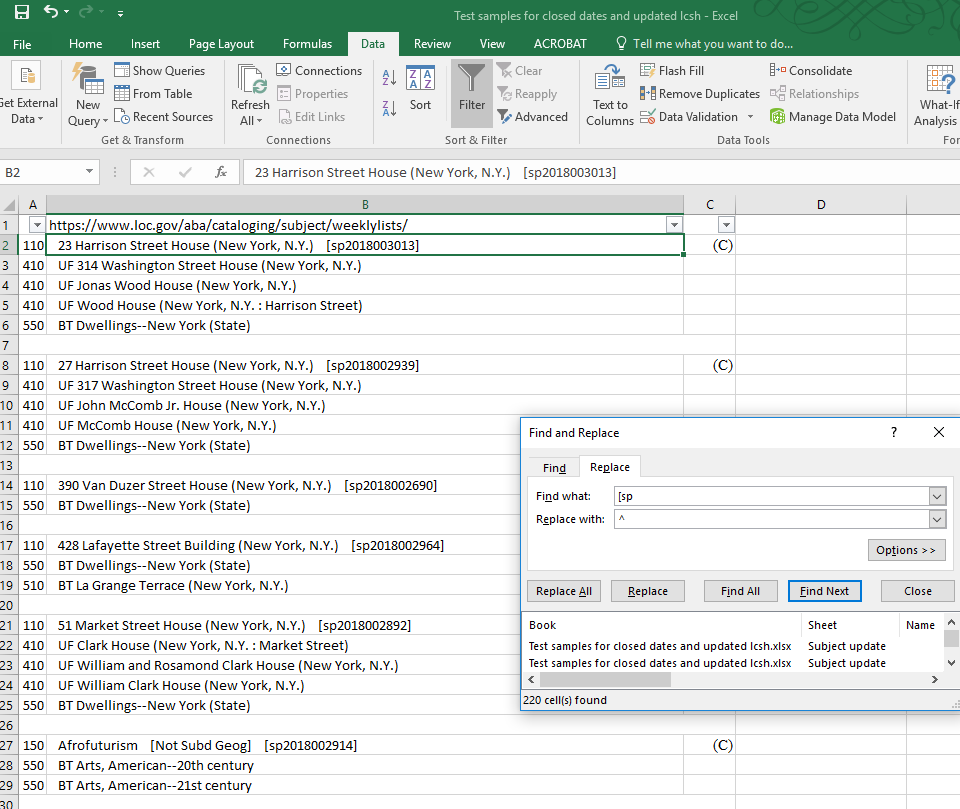 Test samples for closed dates and updated lcsh - Excel
File Home Insert Page Layout Formulas Data Review View ACROBAT Tell me what you want to do...
Show Queries Connections Clear Flash Fill Consolidate
From Table Properties Reapply Remove Duplicates Relationships
Recent Sources Edit Links Advanced Data Validation Manage Data Model
Get External Data
New Query
Refresh All
A Z
Z A
Z A A Z
Sort
Filter
Text to Columns
What-If Analysis
Get & Transform Connections Sort & Filter Data Tools For
B2 fx 23 Harrison Street House (New York, N.Y.) [sp2018003013]
A B C D
1 https://www.loc.gov/aba/cataloging/subject/weeklylists/
2 110 23 Harrison Street House (New York, N.Y.) [sp2018003013] (C)
3 410 UF 314 Washington Street House (New York, N.Y.)
4 410 UF Jonas Wood House (New York, N.Y.)
5 410 UF Wood House (New York, N.Y. : Harrison Street)
6 550 BT Dwellings--New York (State)
7
8 110 27 Harrison Street House (New York, N.Y.) [sp2018002939] (C)
9 410 UF 317 Washington Street House (New York, N.Y.)
10 410 UF John McComb Jr. House (New York, N.Y.)
11 410 UF McComb House (New York, N.Y.)
12 550 BT Dwellings--New York (State)
13
14 110 390 Van Duzer Street House (New York, N.Y.) [sp2018002690]
15 550 BT Dwellings--New York (State)
16
17 110 428 Lafayette Street Building (New York, N.Y.) [sp2018002964]
18 550 BT Dwellings--New York (State)
19 510 BT La Grange Terrace (New York, N.Y.)
20
21 110 51 Market Street House (New York, N.Y.) [sp2018002892]
22 410 UF Clark House (New York, N.Y. : Market Street)
23 410 UF William and Rosamond Clark House (New York, N.Y.)
24 410 UF William Clark House (New York, N.Y.)
25 550 BT Dwellings--New York (State)
26
27 150 Afrofuturism [Not Subd Geog] [sp2018002914] (C)
28 550 BT Arts, American--20th century
29 550 BT Arts, American--21st century
30
Find and Replace ?
Find Replace
Find what: [sp
Replace with: ^
Options >>
Replace All Replace Find All Find Next Close
Book Sheet Name
Test samples for closed dates and updated lcsh.xlsx Subject update
Test samples for closed dates and updated lcsh.xlsx Subject update
220 cell(s) found